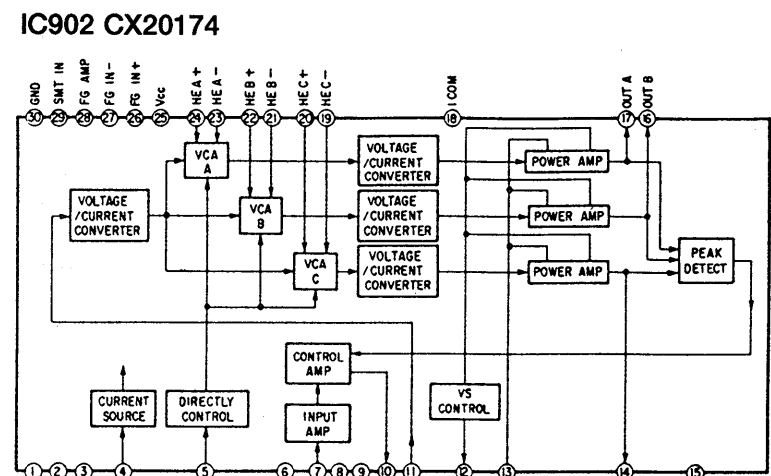 IC902 CX20174
GND
SMT IN
FG AMP
FG IN-
FG IN+
Vcc
HEA+
HEA-
HEB+
HEB-
HEC+
HEC-
I COM
OUT A
OUT B
30 29 28 27 26 25 24 23 22 21 20 19 18 17 16
VCA
A
VOLTAGE
/CURRENT
CONVERTER
POWER AMP
VOLTAGE
/CURRENT
CONVERTER
VCA
B
VOLTAGE
/CURRENT
CONVERTER
POWER AMP
VCA
C
VOLTAGE
/CURRENT
CONVERTER
POWER AMP
PEAK
DETECT
CONTROL
AMP
CURRENT
SOURCE
DIRECTLY
CONTROL
INPUT
AMP
VS
CONTROL
1 2 3 4 5 6 7 8 9 10 11 12 13 14 15